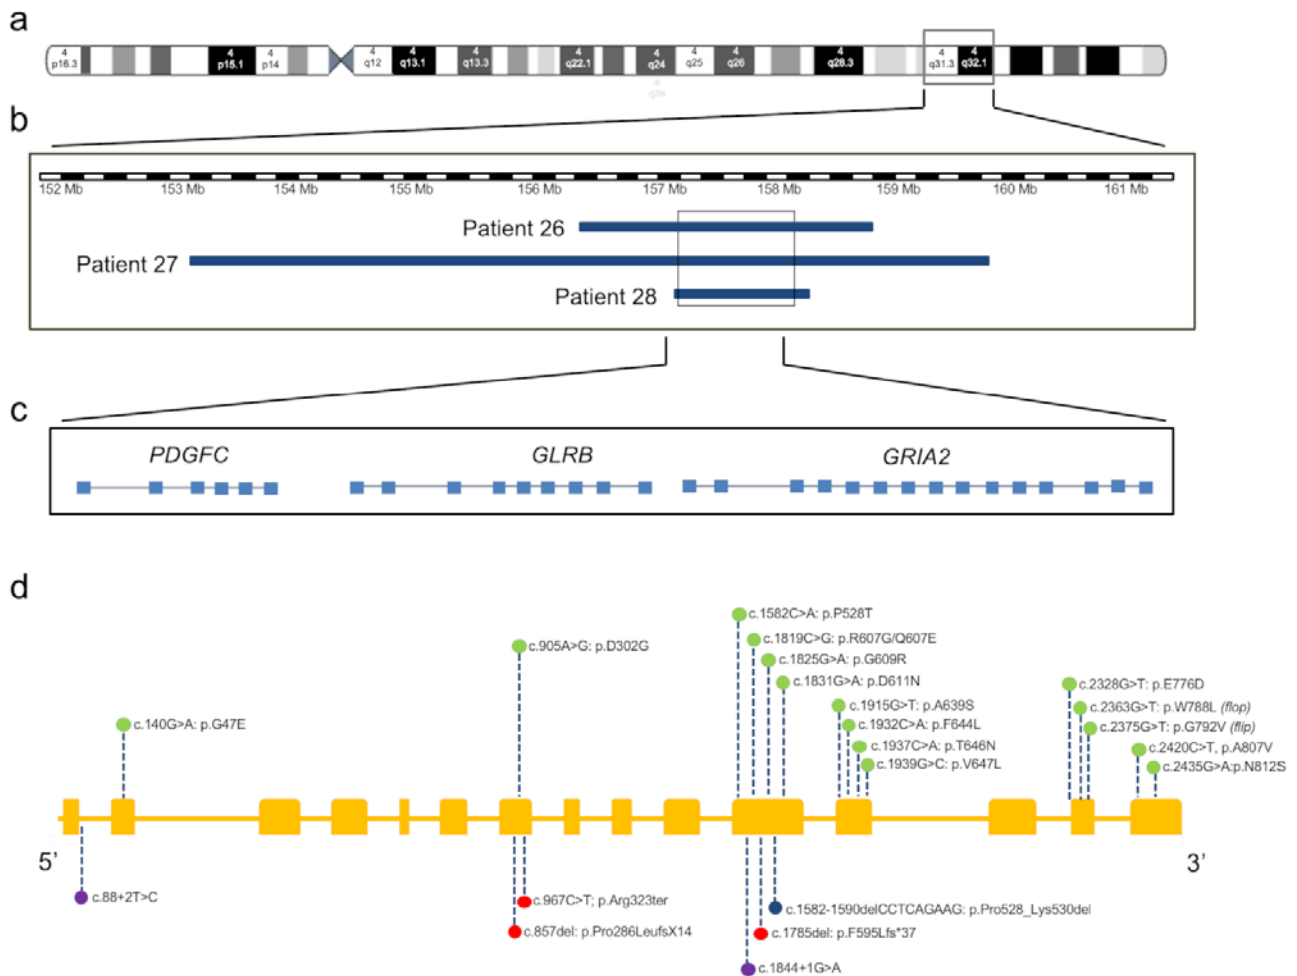 a
4 p16.3
4 p15.1
4 p14
4 q12
4 q13.1
4 q13.3
4 q22.1
4 q24
4 q25
4 q26
4 q28.3
4 q31.3
4 q32.1
4 q24
b
152 Mb 153 Mb 154 Mb 155 Mb 156 Mb 157 Mb 158 Mb 159 Mb 160 Mb 161 Mb
Patient 26
Patient 27
Patient 28
c
PDGFC GLRB GRIA2
d
c.1582C>A: p.P528T
c.1819C>G: p.R607G/Q607E
c.905A>G: p.D302G
c.1825G>A: p.G609R
c.1831G>A: p.D611N
c.2328G>T: p.E776D
c.1915G>T: p.A639S
c.2363G>T: p.W788L (flop)
c.140G>A: p.G47E
c.1932C>A: p.F644L
c.2375G>T: p.G792V (flip)
c.1937C>A: p.T646N
c.2420C>T, p.A807V
c.1939G>C: p.V647L
c.2435G>A:p.N812S
5’ 3’
c.88+2T>C
c.967C>T; p.Arg323ter
c.1582-1590delCCTCAGAAG: p.Pro528_Lys530del
c.857del: p.Pro286LeufsX14
c.1785del: p.F595Lfs*37
c.1844+1G>A